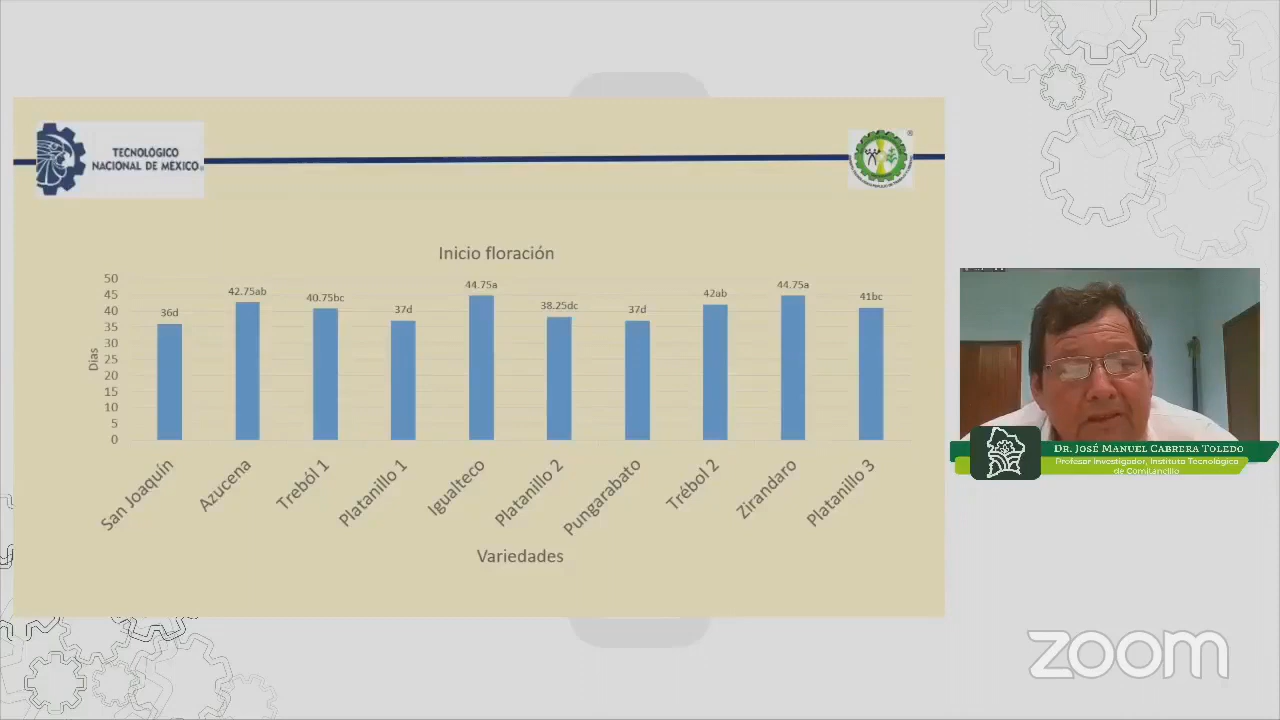 TECNOLÓGICO
NACIONAL DE MÉXICO®
Inicio floración
50
45
40
35
30
25
20
15
10
5
0
Días
36d
42.75ab
40.75bc
37d
44.75a
38.25dc
37d
42ab
44.75a
41bc
San Joaquín
Azucena
Treból 1
Platanillo 1
Igualteco
Platanillo 2
Pungarabato
Trébol 2
Zirandaro
Platanillo 3
Variedades
DR. JOSÉ MANUEL CABRERA TOLEDO
Profesor Investigador, Instituto Tecnológico
de Comitancillo
zoom